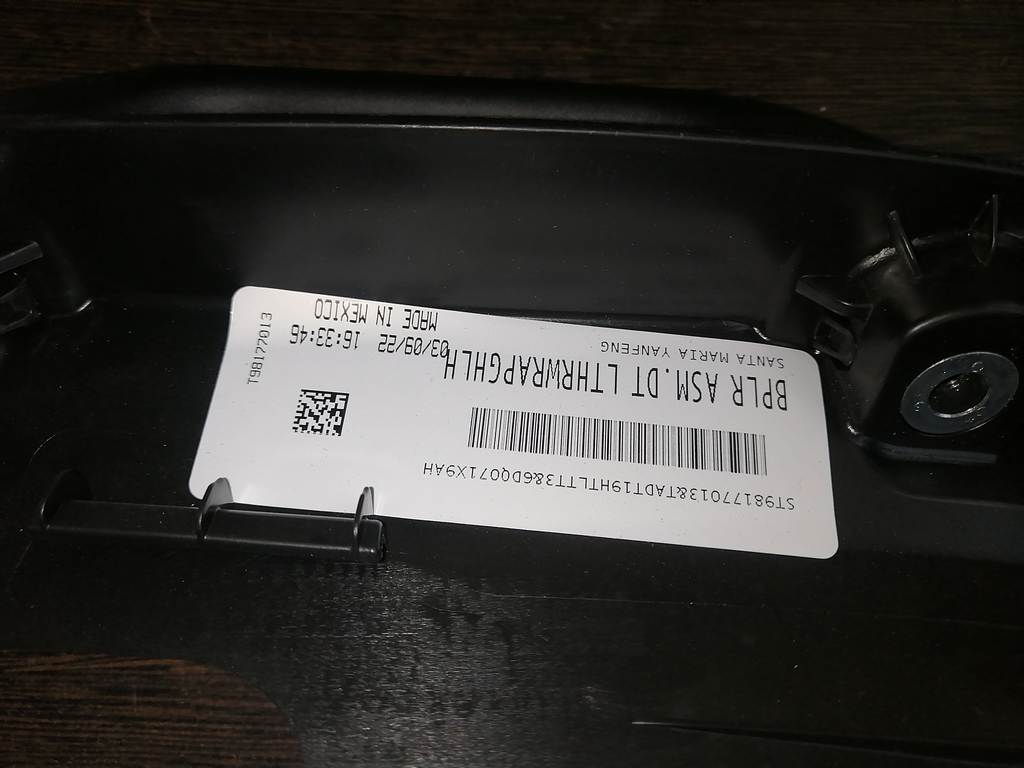 ST98177013&TADT19HTLTT3&6DQ071X9AH
BPLR ASM.DT LTHRWRAPGHLH
SANTA MARIA YANFENG
03/09/22 16:33:46
MADE IN MEXICO
T98177013